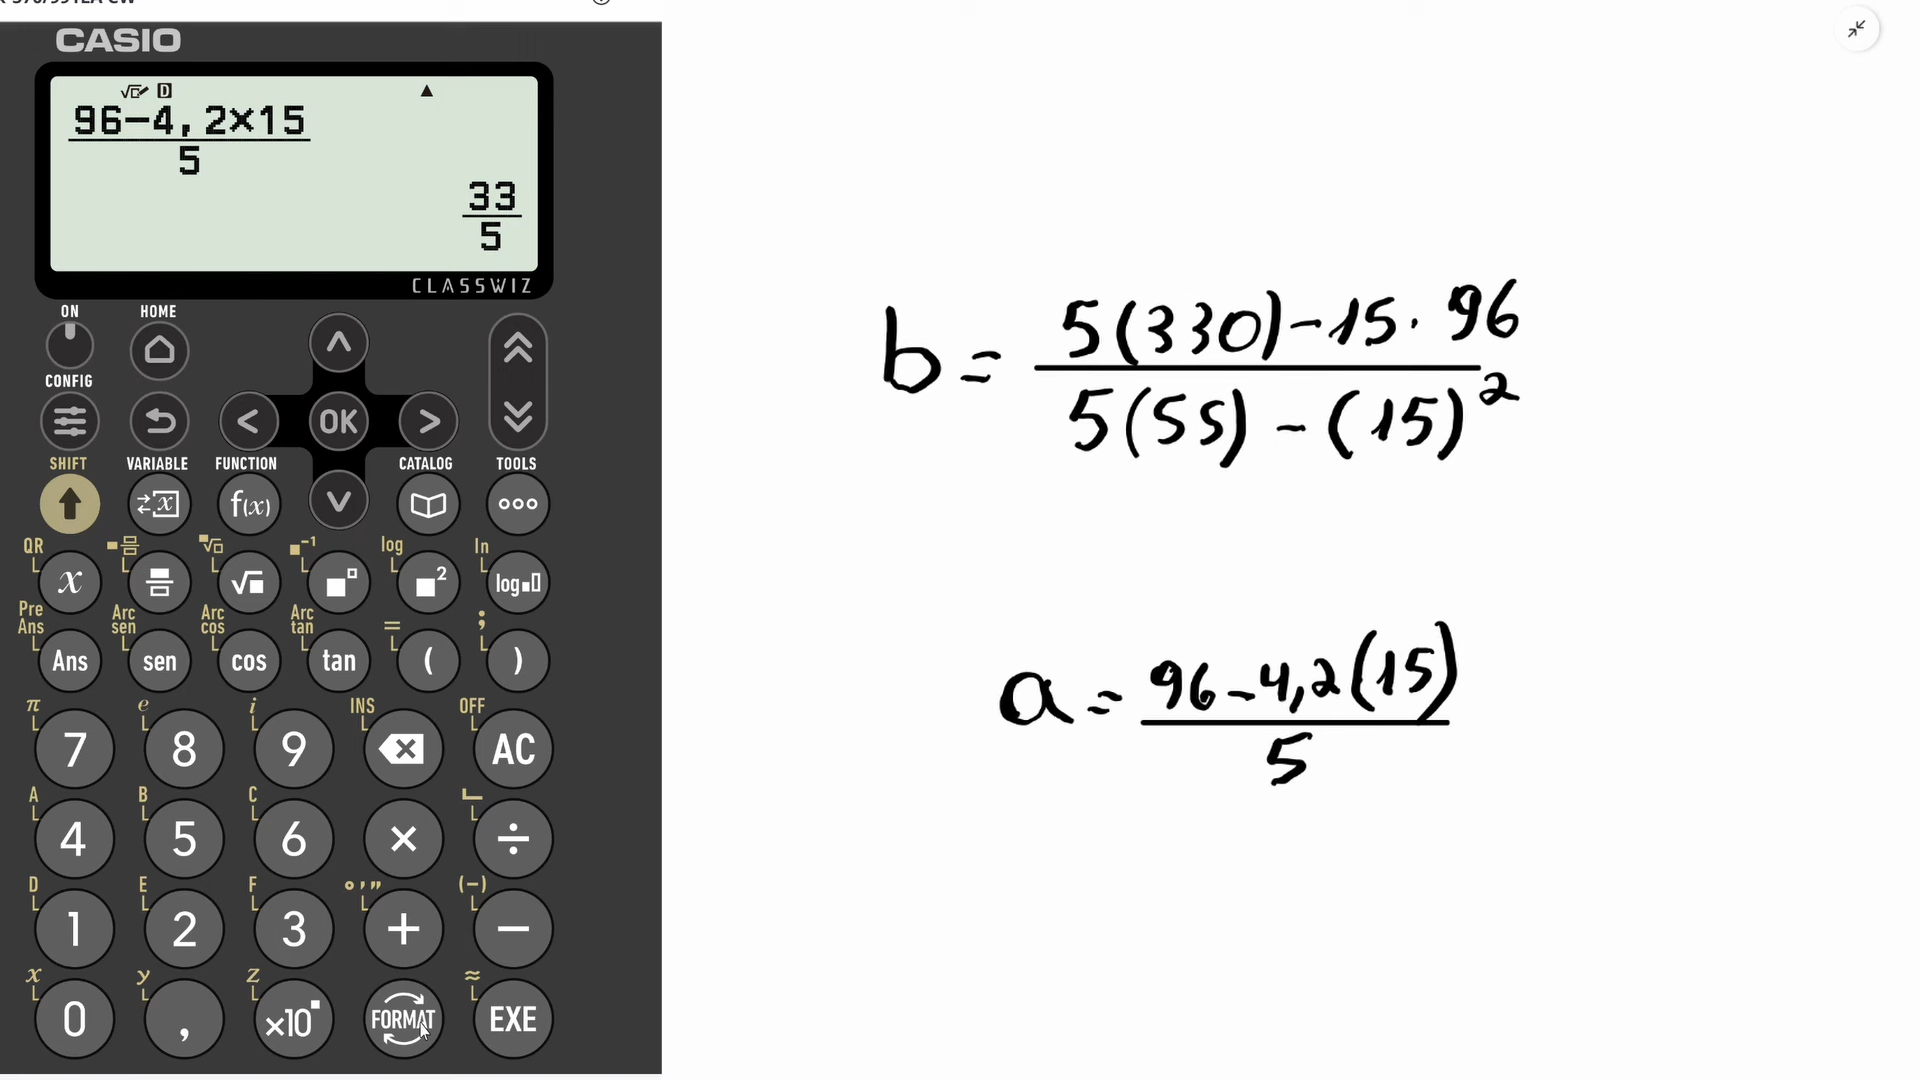 CASIO
√ D ▲
96−4,2×15
5
33
5
CLASSWIZ
ON HOME
CONFIG
OK
SHIFT VARIABLE FUNCTION CATALOG TOOLS
x f(x) ooo
QR log ln
x √■ ■² log
Pre Ans Arc sen Arc cos Arc tan = ;
Ans sen cos tan ( )
π e i INS OFF
7 8 9 AC
A B C
4 5 6 × ÷
D E F ° ′ ″ (−)
1 2 3 + −
x y z ≈
0 , ×10 FORMAT EXE
b = 5(330) − 15 · 96
5(55) − (15)²
a = 96 − 4,2(15)
5